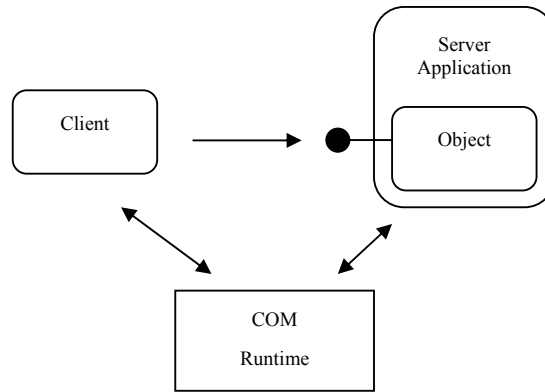 Server
Application
Client
Object
COM
Runtime